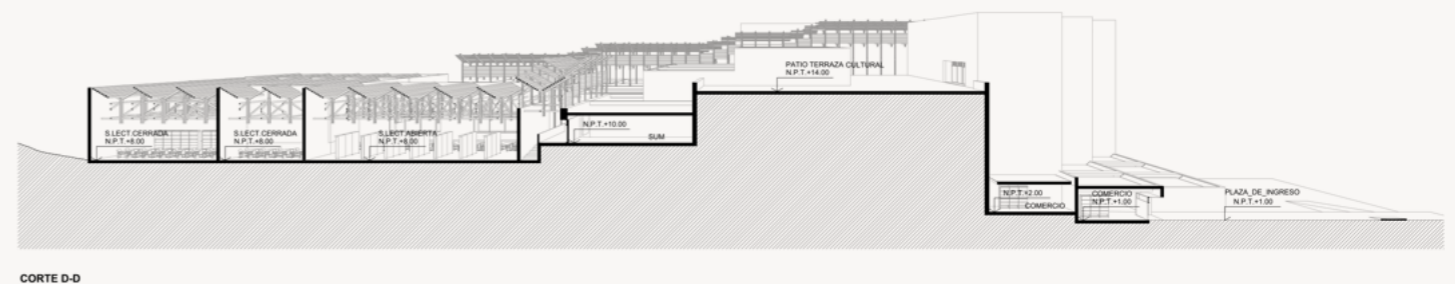 PATIO TERRAZA CULTURAL
N.P.T.+14.00
S.LECT.CERRADA
N.P.T.+8.00
S.LECT.CERRADA
N.P.T.+8.00
S.LECT.ABIERTA
N.P.T.+8.00
N.P.T.+10.00
SUM
N.P.T.+2.00
COMERCIO
COMERCIO
N.P.T.+1.00
PLAZA_DE_INGRESO
N.P.T.+1.00
CORTE D-D